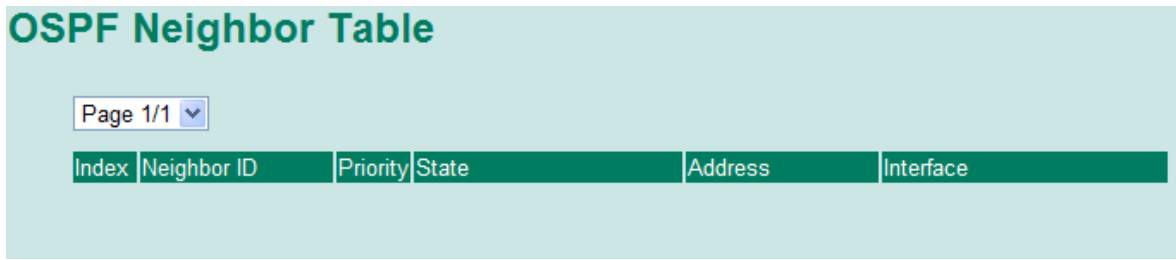 OSPF Neighbor Table
Page 1/1
Index Neighbor ID Priority State Address Interface